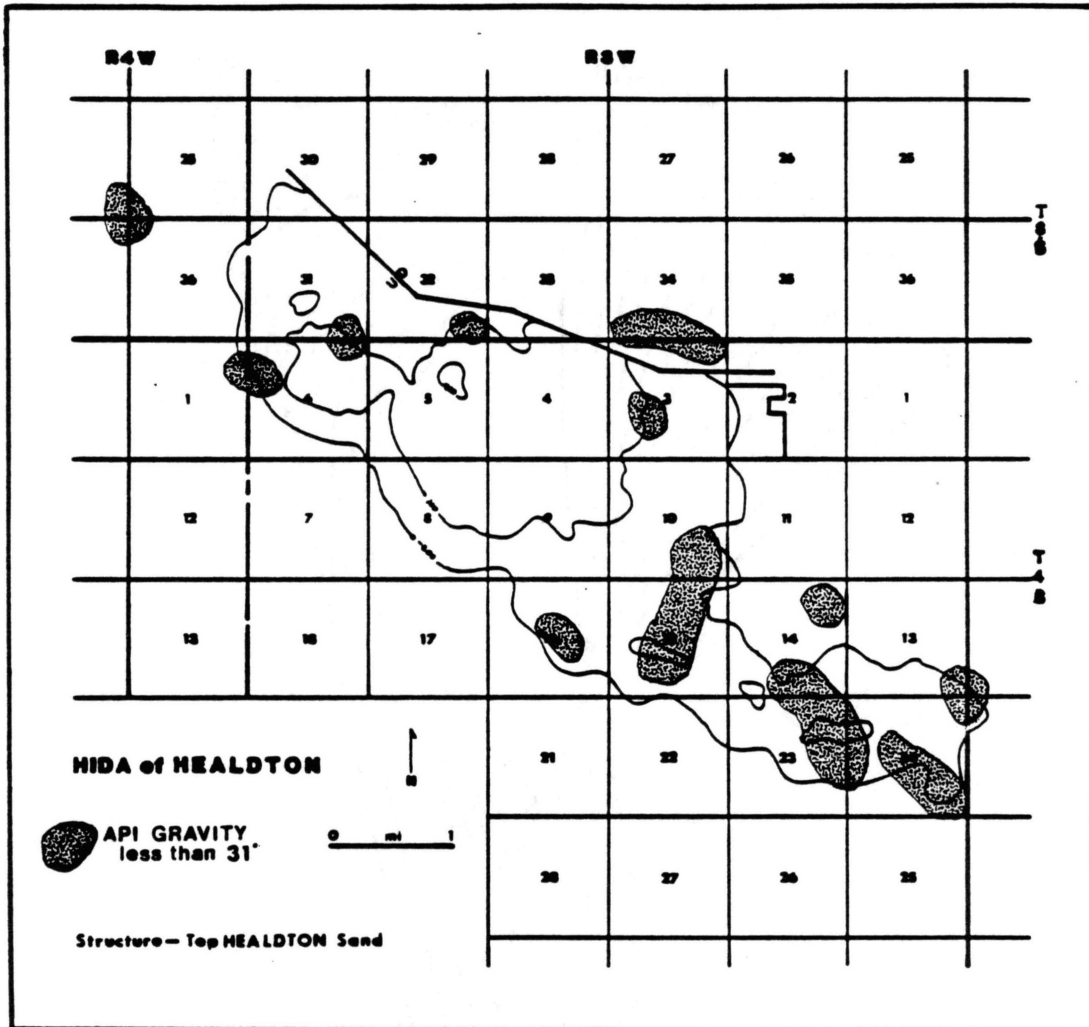 R4W R3W
25 30 29 28 27 26 25
T
3
S
36 31 32 33 34 35 36
U D
1 6 5 4 3 2 1
12 7 8 9 10 11 12
T
4
S
13 18 17 15 14 13
21 22 23
HIDA of HEALDTON
N
API GRAVITY
less than 31°
0 mi 1
28 27 26 25
Structure— Top HEALDTON Sand